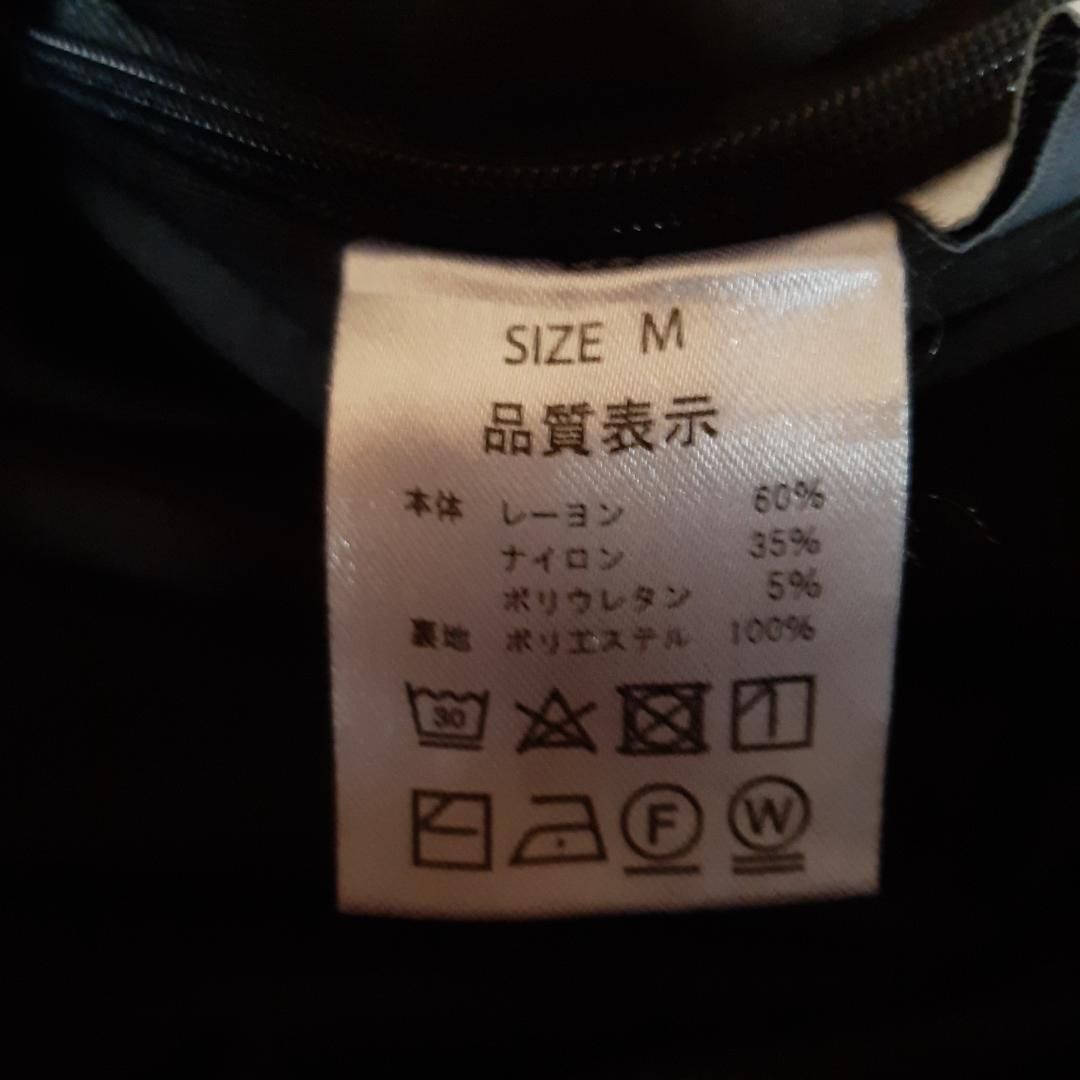 SIZE M
品質表示
本体 レーヨン 60%
ナイロン 35%
ポリウレタン 5%
裏地 ポリエステル 100%
30
F W